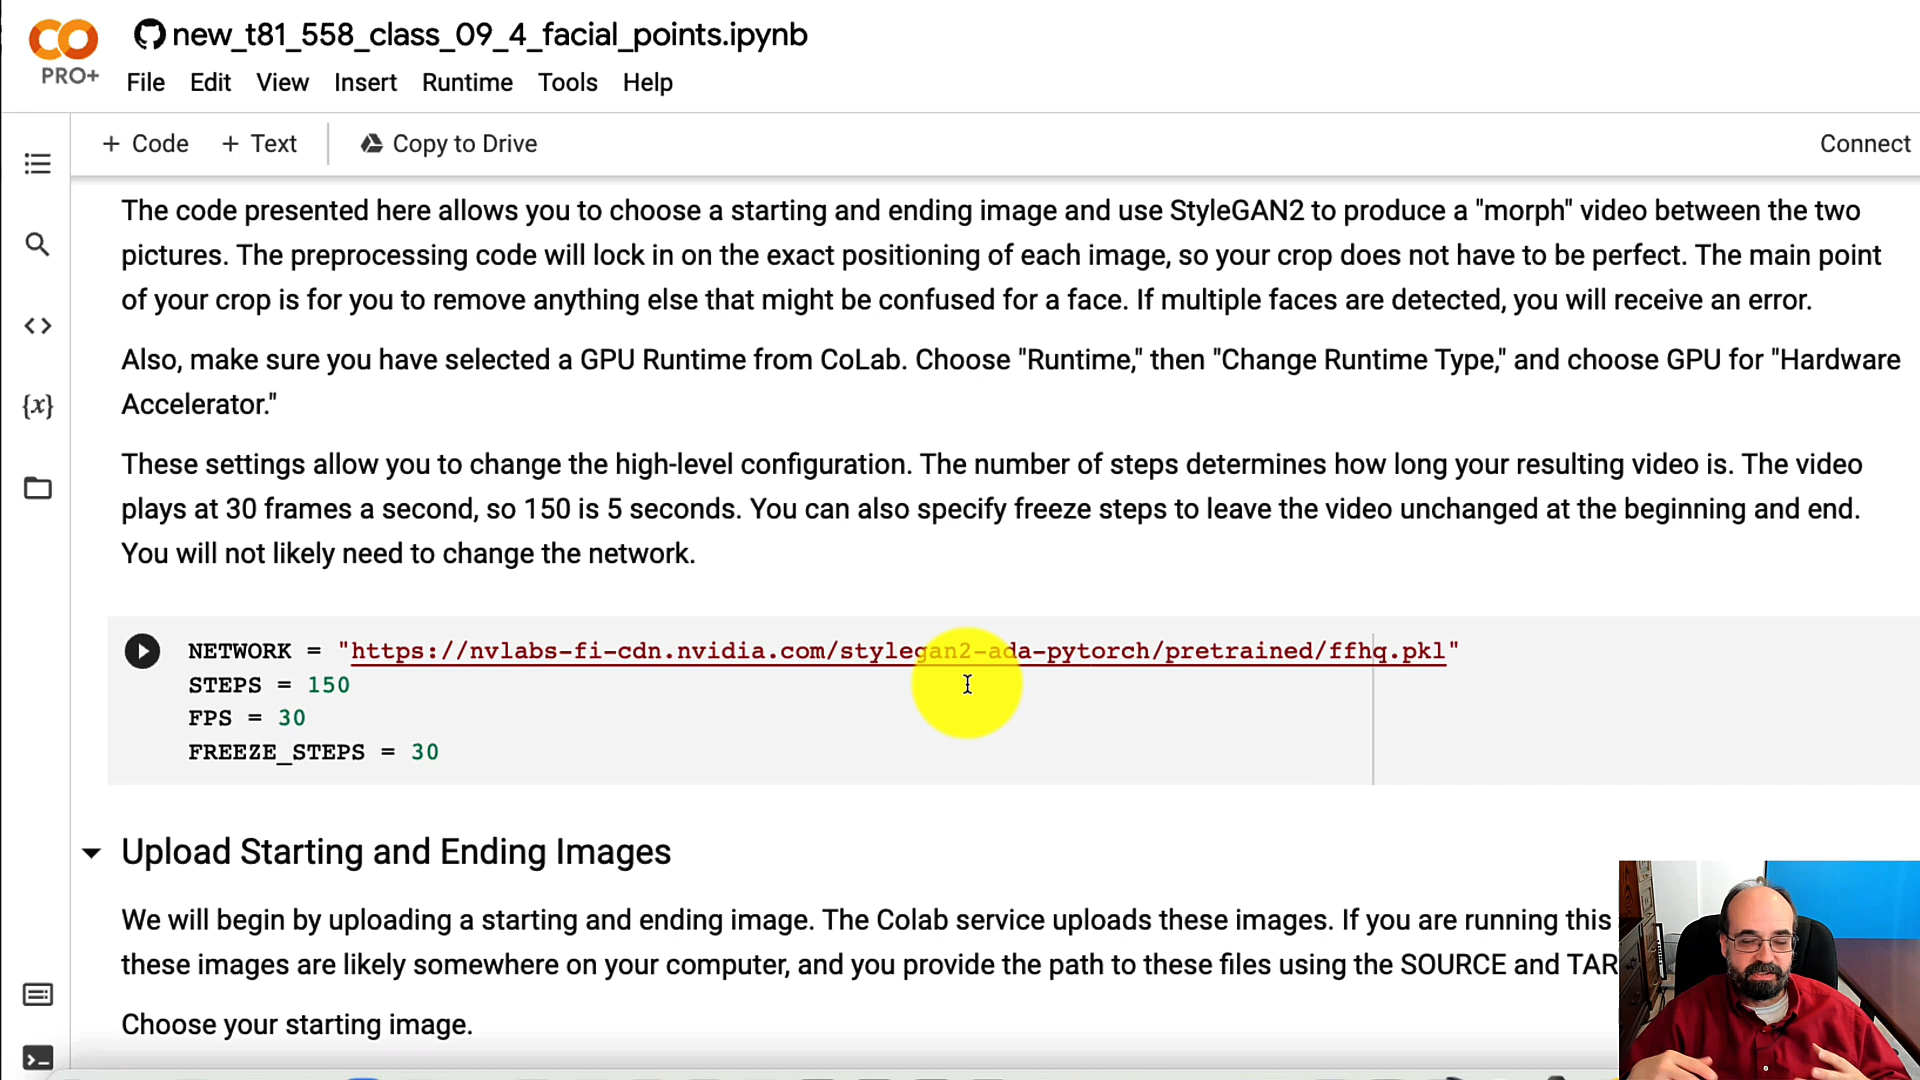 new_t81_558_class_09_4_facial_points.ipynb
PRO+
File Edit View Insert Runtime Tools Help
+ Code + Text Copy to Drive Connect
The code presented here allows you to choose a starting and ending image and use StyleGAN2 to produce a "morph" video between the two
pictures. The preprocessing code will lock in on the exact positioning of each image, so your crop does not have to be perfect. The main point
of your crop is for you to remove anything else that might be confused for a face. If multiple faces are detected, you will receive an error.
Also, make sure you have selected a GPU Runtime from CoLab. Choose "Runtime," then "Change Runtime Type," and choose GPU for "Hardware
Accelerator."
These settings allow you to change the high-level configuration. The number of steps determines how long your resulting video is. The video
plays at 30 frames a second, so 150 is 5 seconds. You can also specify freeze steps to leave the video unchanged at the beginning and end.
You will not likely need to change the network.
NETWORK = "https://nvlabs-fi-cdn.nvidia.com/stylegan2-ada-pytorch/pretrained/ffhq.pkl"
STEPS = 150
FPS = 30
FREEZE_STEPS = 30
Upload Starting and Ending Images
We will begin by uploading a starting and ending image. The Colab service uploads these images. If you are running this
these images are likely somewhere on your computer, and you provide the path to these files using the SOURCE and TAR
Choose your starting image.